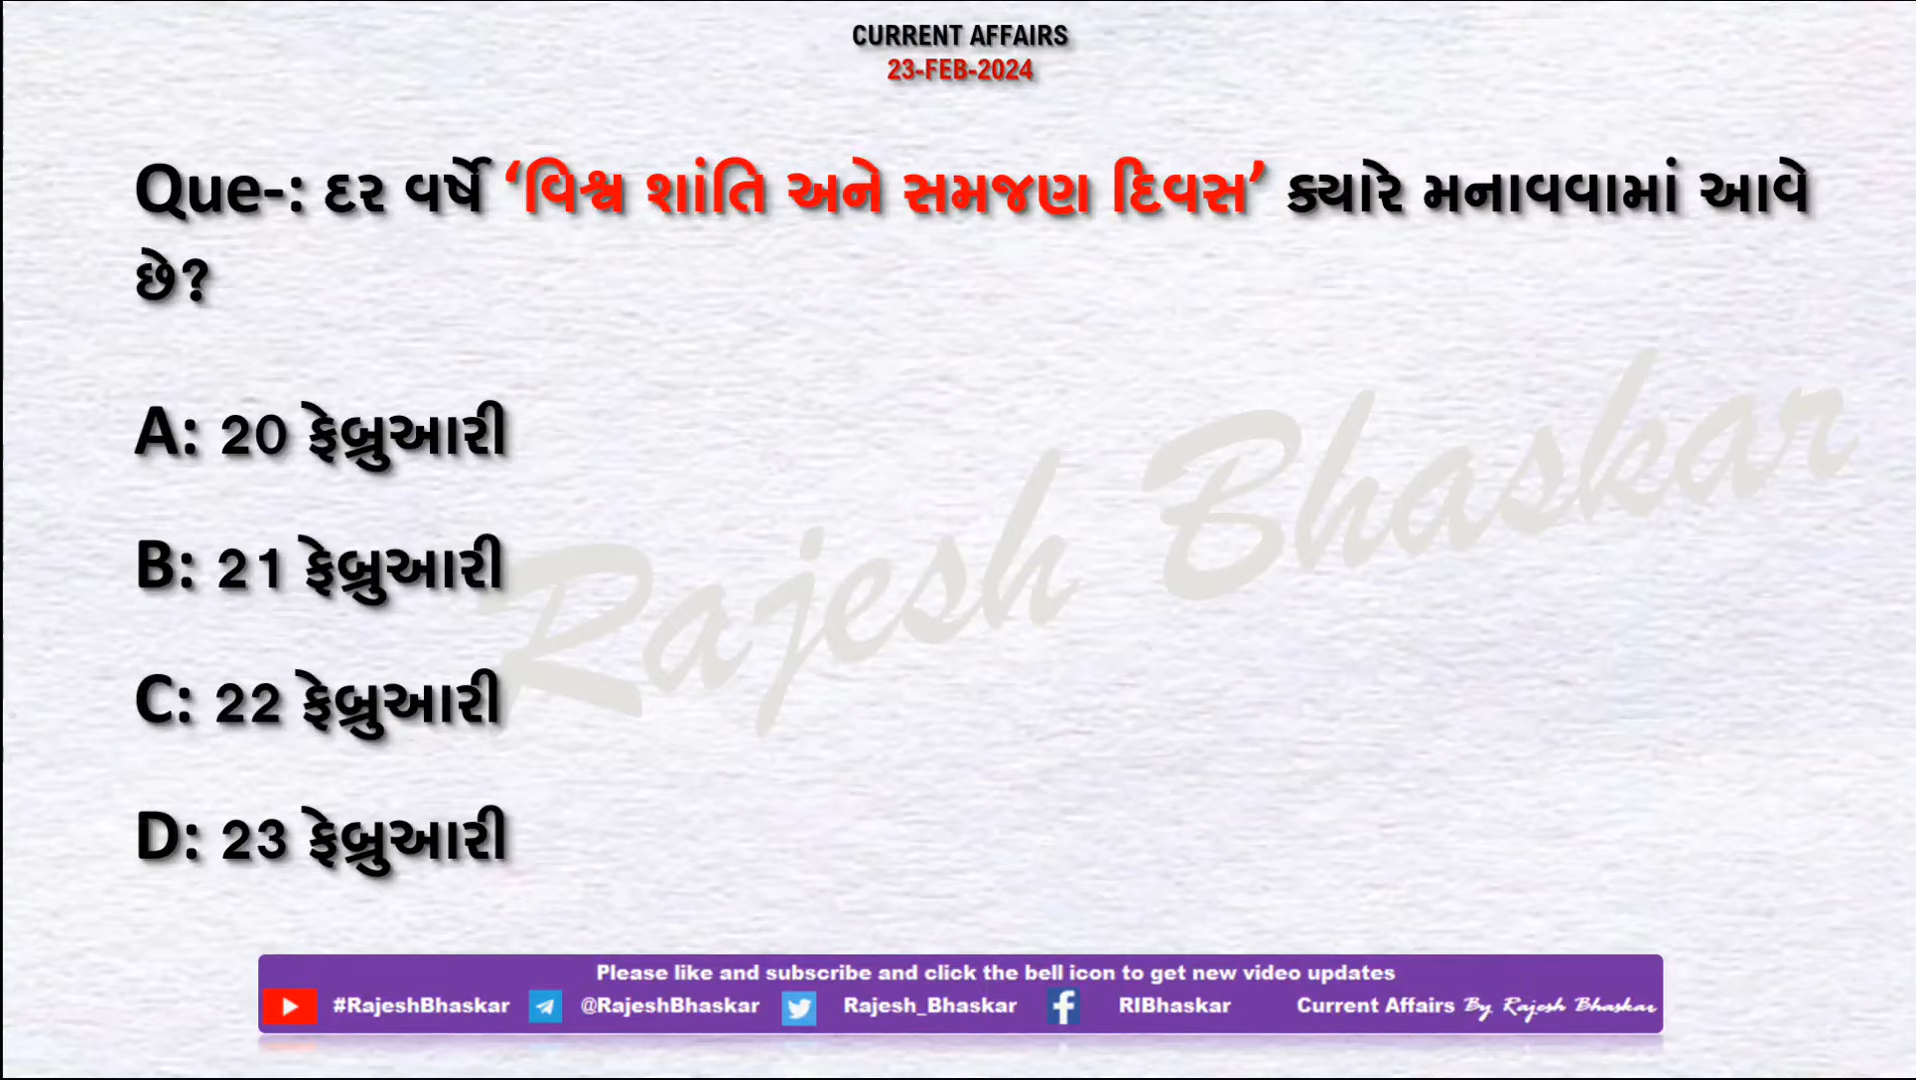 CURRENT AFFAIRS
23-FEB-2024
Que-: દર વર્ષે ‘વિશ્વ શાંતિ અને સમજણ દિવસ’ ક્યારે મનાવવામાં આવે
છે?
A: 20 ફેબ્રુઆરી
B: 21 ફેબ્રુઆરી
C: 22 ફેબ્રુઆરી
D: 23 ફેબ્રુઆરી
Rajesh Bhaskar
Please like and subscribe and click the bell icon to get new video updates
#RajeshBhaskar @RajeshBhaskar Rajesh_Bhaskar RIBhaskar Current Affairs By Rajesh Bhaskar